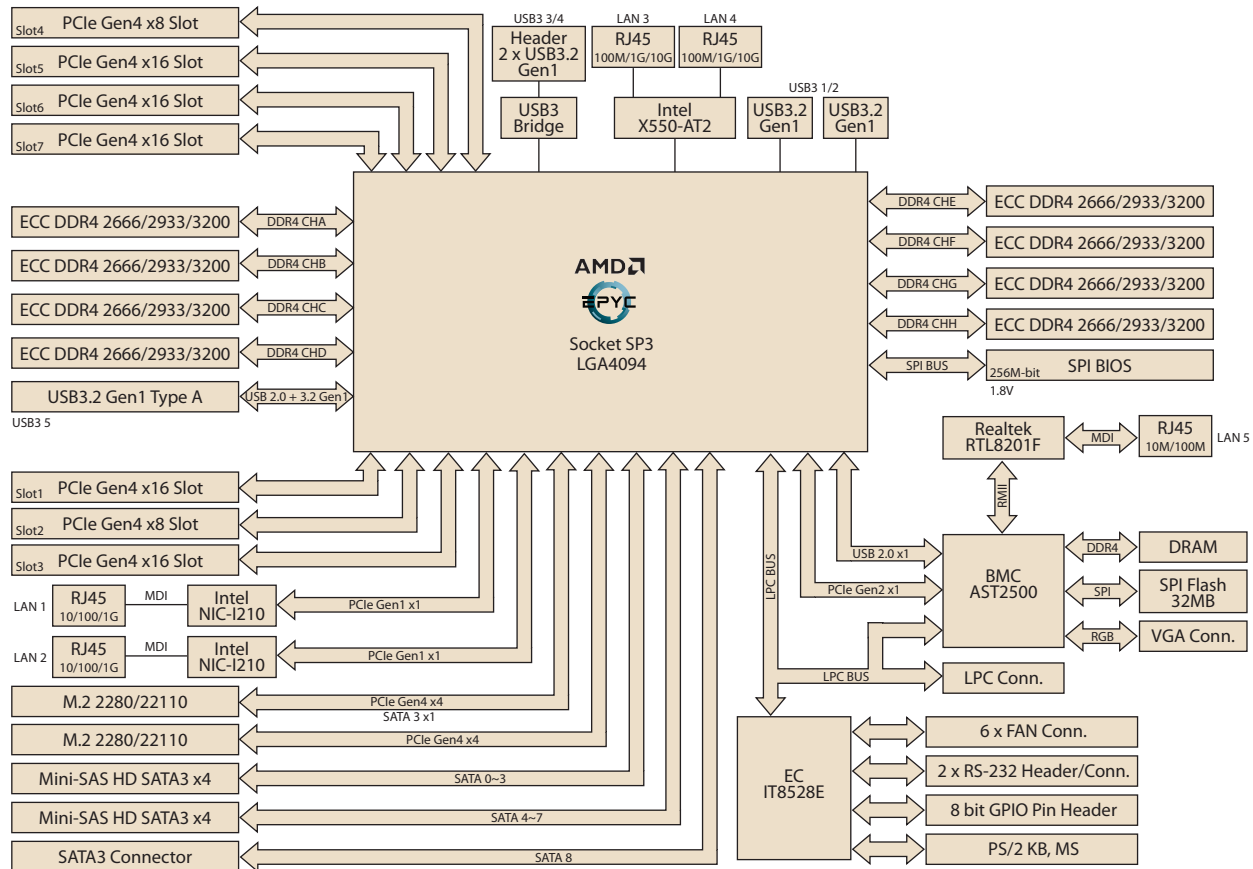 Slot4 PCIe Gen4 x8 Slot
Slot5 PCIe Gen4 x16 Slot
Slot6 PCIe Gen4 x16 Slot
Slot7 PCIe Gen4 x16 Slot
USB3 3/4
Header
2 x USB3.2
Gen1
USB3
Bridge
LAN 3
RJ45
100M/1G/10G
LAN 4
RJ45
100M/1G/10G
Intel
X550-AT2
USB3 1/2
USB3.2
Gen1
USB3.2
Gen1
ECC DDR4 2666/2933/3200
DDR4 CHA
ECC DDR4 2666/2933/3200
DDR4 CHB
ECC DDR4 2666/2933/3200
DDR4 CHC
ECC DDR4 2666/2933/3200
DDR4 CHD
USB3.2 Gen1 Type A
USB 2.0 + 3.2 Gen1
USB3 5
AMD
EPYC
Socket SP3
LGA4094
DDR4 CHE
ECC DDR4 2666/2933/3200
DDR4 CHF
ECC DDR4 2666/2933/3200
DDR4 CHG
ECC DDR4 2666/2933/3200
DDR4 CHH
ECC DDR4 2666/2933/3200
SPI BUS
256M-bit SPI BIOS
1.8V
Realtek
RTL8201F
MDI
RJ45
10M/100M
LAN 5
RMII
Slot1 PCIe Gen4 x16 Slot
Slot2 PCIe Gen4 x8 Slot
Slot3 PCIe Gen4 x16 Slot
LAN 1
RJ45
10/100/1G
MDI
Intel
NIC-I210
PCIe Gen1 x1
LAN 2
RJ45
10/100/1G
MDI
Intel
NIC-I210
PCIe Gen1 x1
M.2 2280/22110
PCIe Gen4 x4
SATA 3 x1
M.2 2280/22110
PCIe Gen4 x4
Mini-SAS HD SATA3 x4
SATA 0~3
Mini-SAS HD SATA3 x4
SATA 4~7
SATA3 Connector
SATA 8
LPC BUS
USB 2.0 x1
PCIe Gen2 x1
BMC
AST2500
DDR4
DRAM
SPI
SPI Flash
32MB
RGB
VGA Conn.
LPC BUS
LPC Conn.
EC
IT8528E
6 x FAN Conn.
2 x RS-232 Header/Conn.
8 bit GPIO Pin Header
PS/2 KB, MS